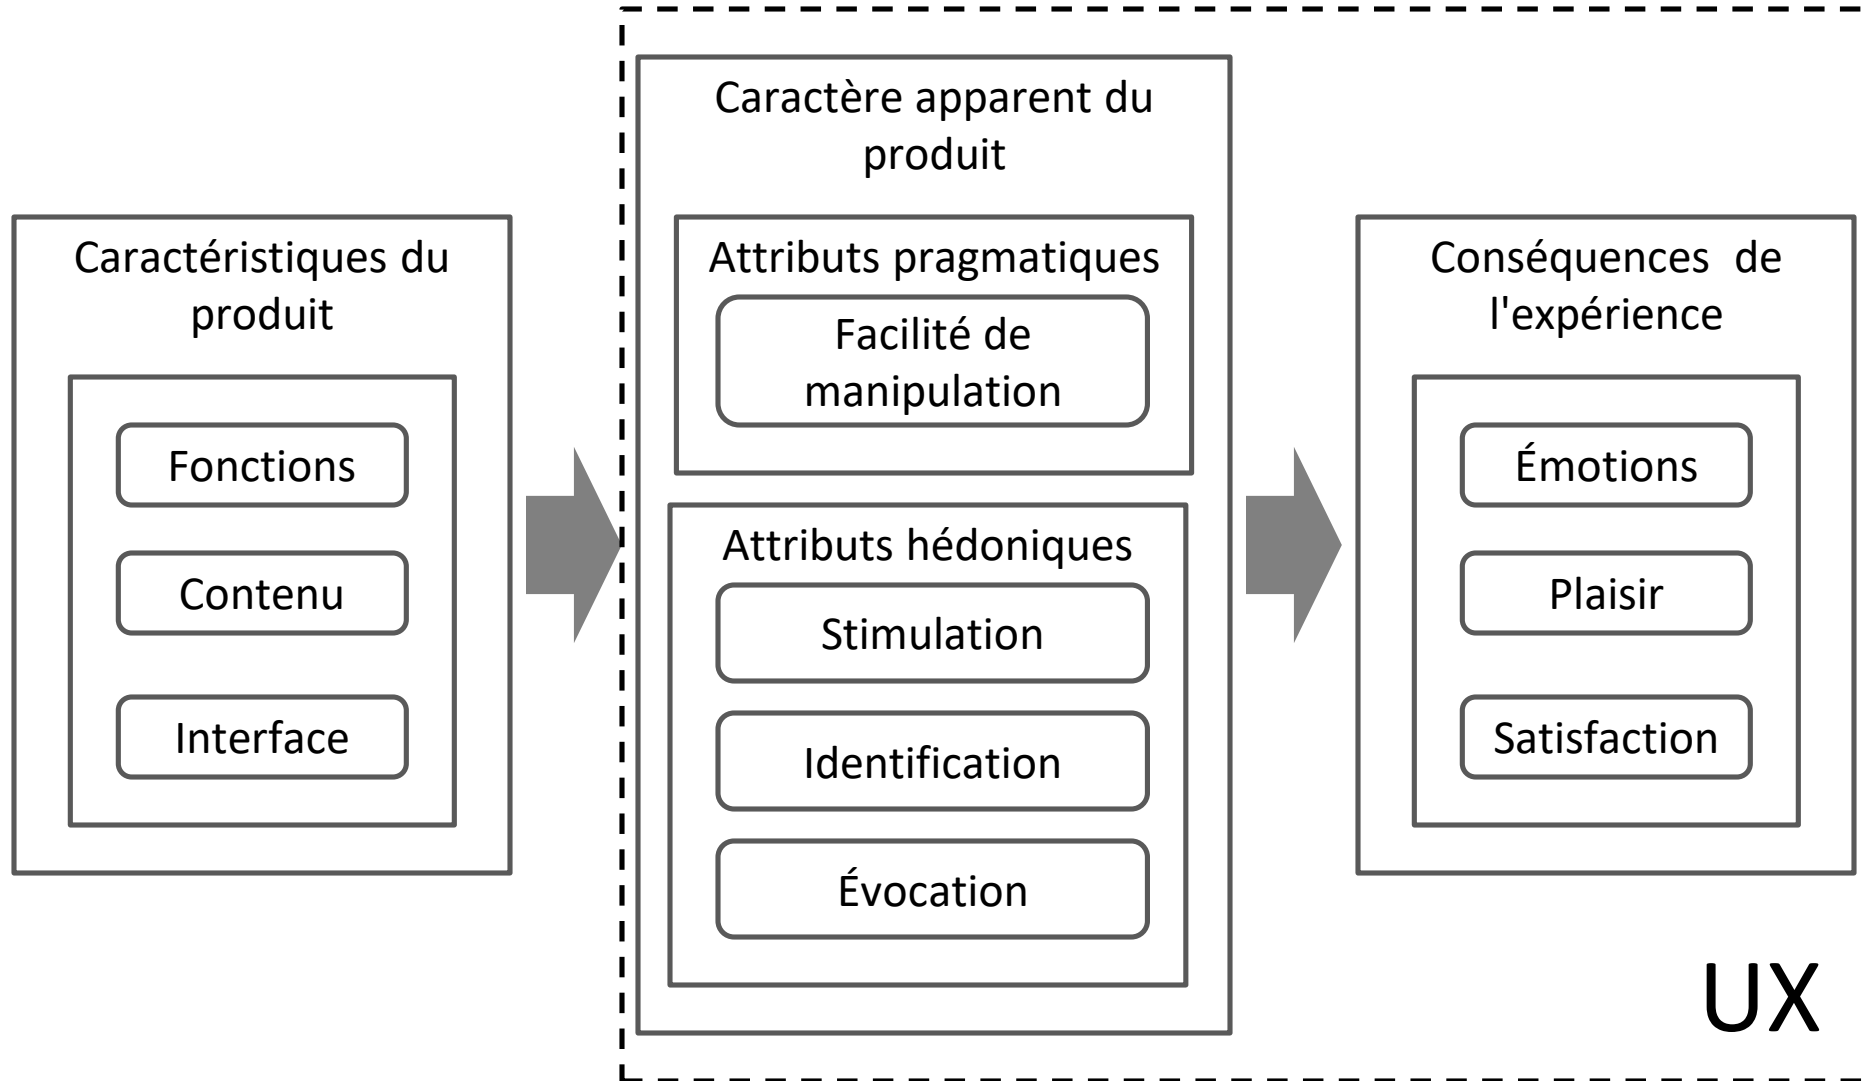 Caractéristiques du
produit
Fonctions
Contenu
Interface
Caractère apparent du
produit
Attributs pragmatiques
Facilité de
manipulation
Attributs hédoniques
Stimulation
Identification
Évocation
Conséquences de
l'expérience
Émotions
Plaisir
Satisfaction
UX